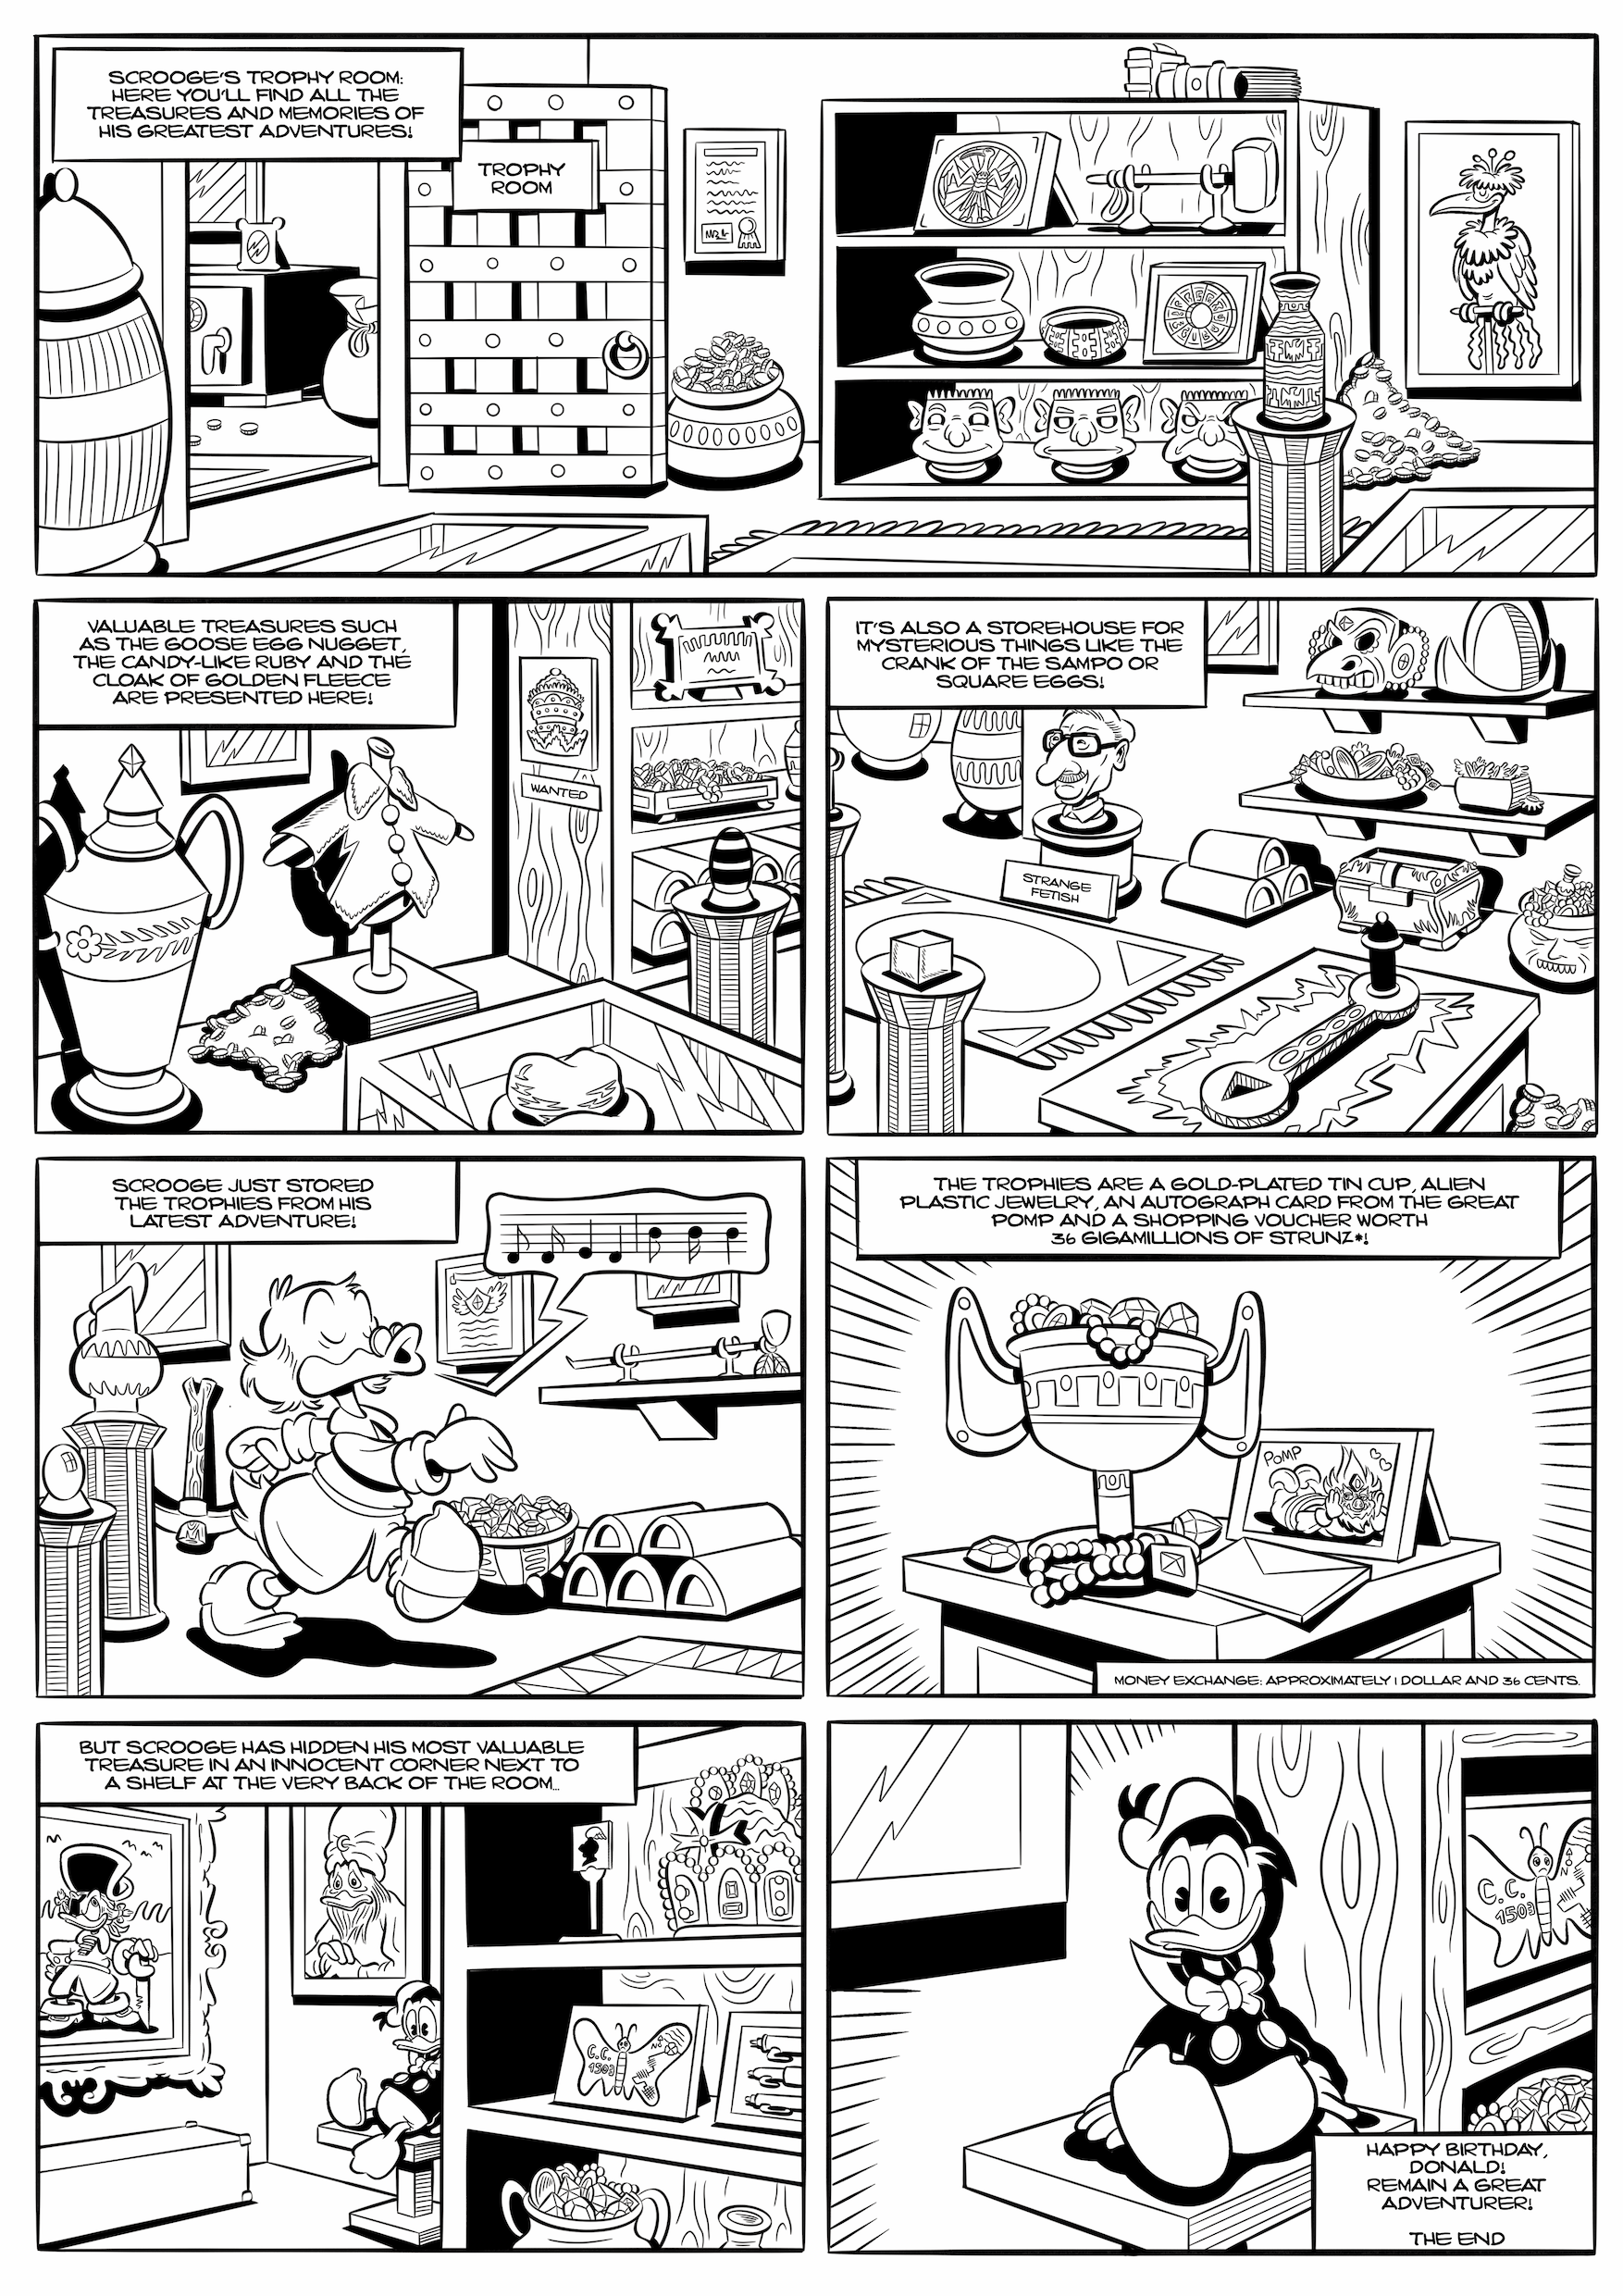 SCROOGE'S TROPHY ROOM:
HERE YOU'LL FIND ALL THE
TREASURES AND MEMORIES OF
HIS GREATEST ADVENTURES!
TROPHY
ROOM
VALUABLE TREASURES SUCH
AS THE GOOSE EGG NUGGET,
THE CANDY-LIKE RUBY AND THE
CLOAK OF GOLDEN FLEECE
ARE PRESENTED HERE!
WANTED
IT'S ALSO A STOREHOUSE FOR
MYSTERIOUS THINGS LIKE THE
CRANK OF THE SAMPO OR
SQUARE EGGS!
STRANGE
FETISH
SCROOGE JUST STORED
THE TROPHIES FROM HIS
LATEST ADVENTURE!
THE TROPHIES ARE A GOLD-PLATED TIN CUP, ALIEN
PLASTIC JEWELRY, AN AUTOGRAPH CARD FROM THE GREAT
POMP AND A SHOPPING VOUCHER WORTH
36 GIGAMILLIONS OF STRUNZ*!
POMP
MONEY EXCHANGE: APPROXIMATELY 1 DOLLAR AND 36 CENTS.
BUT SCROOGE HAS HIDDEN HIS MOST VALUABLE
TREASURE IN AN INNOCENT CORNER NEXT TO
A SHELF AT THE VERY BACK OF THE ROOM...
C.C.
1503
N
C.C.
1503
N
HAPPY BIRTHDAY,
DONALD!
REMAIN A GREAT
ADVENTURER!
THE END